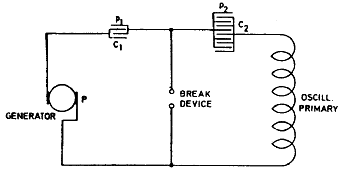 P1
P2
C1
C2
P
GENERATOR
BREAK
DEVICE
OSCILL.
PRIMARY